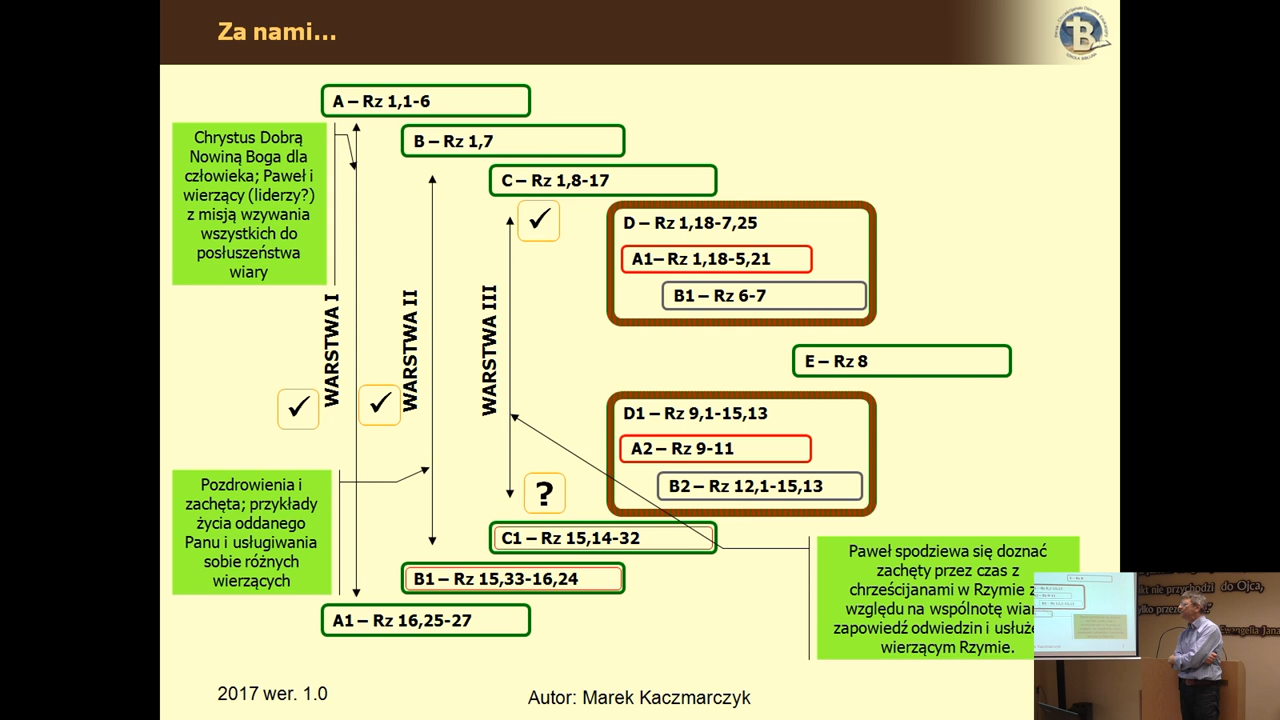 Za nami...
A – Rz 1,1-6
B – Rz 1,7
C – Rz 1,8-17
Chrystus Dobrą
Nowiną Boga dla
człowieka; Paweł i
wierzący (liderzy?)
z misją wzywania
wszystkich do
posłuszeństwa
wiary
D – Rz 1,18-7,25
A1– Rz 1,18-5,21
B1 – Rz 6-7
WARSTWA I
WARSTWA II
WARSTWA III
E – Rz 8
D1 – Rz 9,1-15,13
A2 – Rz 9-11
B2 – Rz 12,1-15,13
?
Pozdrowienia i
zachęta; przykłady
życia oddanego
Panu i usługiwania
sobie różnych
wierzących
C1 – Rz 15,14-32
B1 – Rz 15,33-16,24
A1 – Rz 16,25-27
Paweł spodziewa się doznać
zachęty przez czas z
chrześcijanami w Rzymie z
względu na wspólnotę
zapowiedź odwiedzin i
wierzącym Rzymie.
nie przychodzi do Ojca,
Ewangelia Jana
2017 wer. 1.0
Autor: Marek Kaczmarczyk